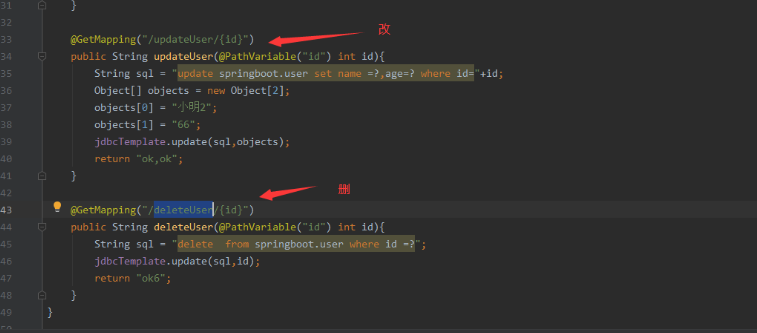 31 }
32
33 @GetMapping("/updateUser/{id}") 改
34 public String updateUser(@PathVariable("id") int id){
35 String sql = "update springboot.user set name =?,age=? where id="+id;
36 Object[] objects = new Object[2];
37 objects[0] = "小明2";
38 objects[1] = "66";
39 jdbcTemplate.update(sql,objects);
40 return "ok,ok";
41 }
42 删
43 @GetMapping("/deleteUser/{id}")
44 public String deleteUser(@PathVariable("id") int id){
45 String sql = "delete  from springboot.user where id =?";
46 jdbcTemplate.update(sql,id);
47 return "ok6";
48 }
49 }